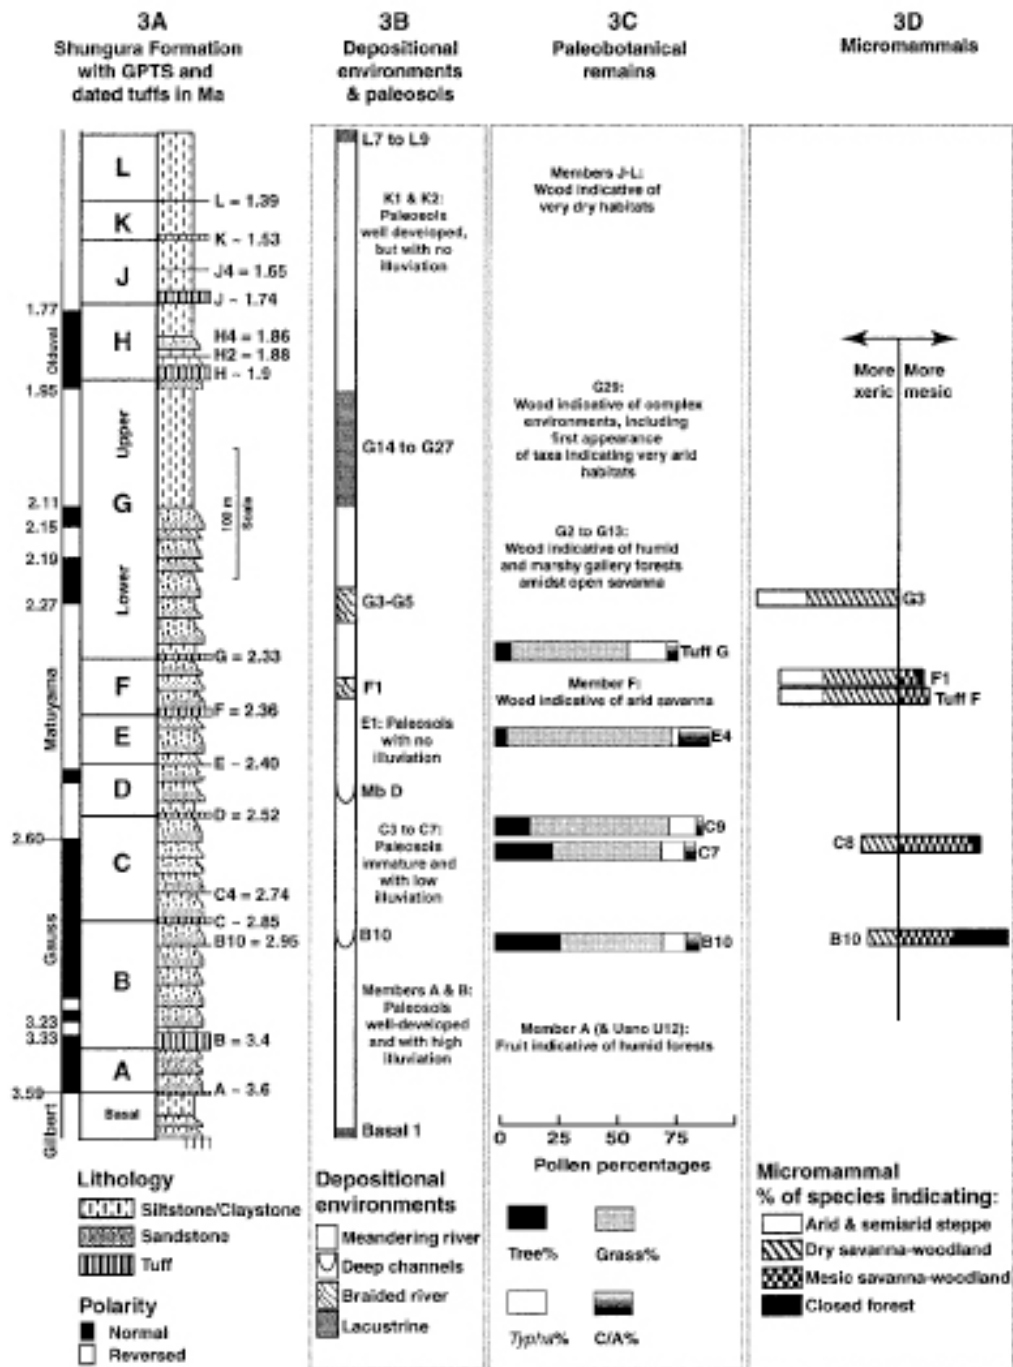 3A
Shungura Formation
with GPTS and
dated tuffs in Ma
3B
Depositional
environments
& paleosols
3C
Paleobotanical
remains
3D
Micromammals
L
K
J
H
Upper
G
Lower
F
E
D
C
B
A
Basal
1.77
Olduvai
1.95
2.11
2.15
2.19
2.27
Matuyama
2.60
Gauss
3.23
3.33
3.59
Gilbert
L = 1.39
K ~ 1.53
J4 = 1.65
J ~ 1.74
H4 = 1.86
H2 = 1.88
H ~ 1.9
100 m
Scale
G = 2.33
F = 2.36
E ~ 2.40
D = 2.52
C4 = 2.74
C ~ 2.85
B10 = 2.95
B = 3.4
A ~ 3.6
L7 to L9
K1 & K2:
Paleosols
well developed,
but with no
illuviation
G14 to G27
G3-G5
F1
E1: Paleosols
with no
illuviation
Mb D
C3 to C7:
Paleosols
immature and
with low
illuviation
B10
Members A & B:
Paleosols
well-developed
and with high
illuviation
Basal 1
Members J-L:
Wood indicative of
very dry habitats
G29:
Wood indicative of complex
environments, including
first appearance
of taxa indicating very arid
habitats
G2 to G13:
Wood indicative of humid
and marshy gallery forests
amidst open savanna
Tuff G
Member F:
Wood indicative of arid savanna
E4
C9
C7
B10
Member A (& Usno U12):
Fruit indicative of humid forests
0 25 50 75
Pollen percentages
More xeric
More mesic
G3
F1
Tuff F
C8
B10
Lithology
Siltstone/Claystone
Sandstone
Tuff
Polarity
Normal
Reversed
Depositional
environments
Meandering river
Deep channels
Braided river
Lacustrine
Tree%
Grass%
Typha%
C/A%
Micromammal
% of species indicating:
Arid & semiarid steppe
Dry savanna-woodland
Mesic savanna-woodland
Closed forest